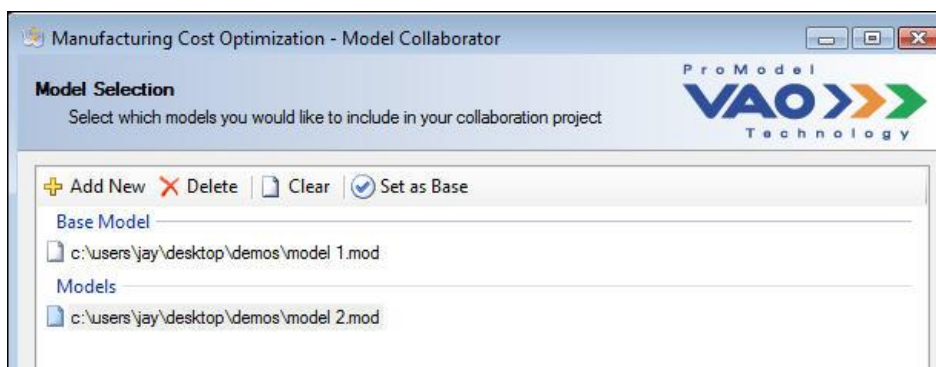 Manufacturing Cost Optimization - Model Collaborator
Model Selection
Select which models you would like to include in your collaboration project
ProModel
VAO
Technology
Add New Delete Clear Set as Base
Base Model
c:\users\jay\desktop\demos\model 1.mod
Models
c:\users\jay\desktop\demos\model 2.mod